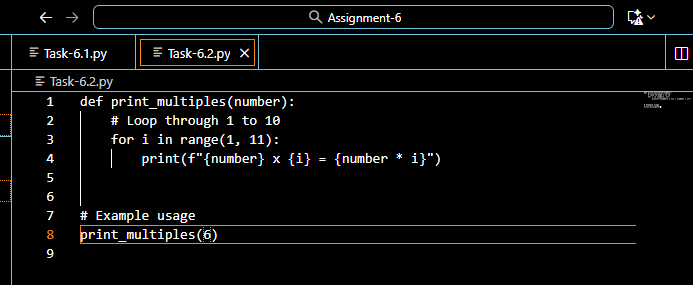 Assignment-6
Task-6.1.py
Task-6.2.py
Task-6.2.py
1 def print_multiples(number):
2     # Loop through 1 to 10
3     for i in range(1, 11):
4         print(f"{number} x {i} = {number * i}")
5
6
7 # Example usage
8 print_multiples(6)
9